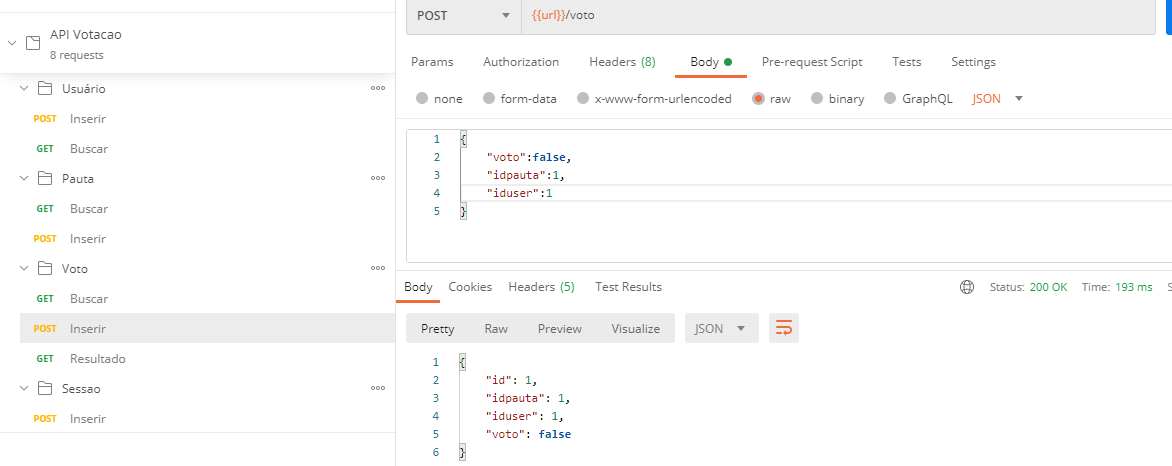 API Votacao
8 requests
Usuário
POST Inserir
GET Buscar
Pauta
GET Buscar
POST Inserir
Voto
GET Buscar
POST Inserir
GET Resultado
Sessao
POST Inserir
POST {{url}}/voto
Params Authorization Headers (8) Body Pre-request Script Tests Settings
none form-data x-www-form-urlencoded raw binary GraphQL JSON
1 {
2 "voto":false,
3 "idpauta":1,
4 "iduser":1
5 }
Body Cookies Headers (5) Test Results Status: 200 OK Time: 193 ms S
Pretty Raw Preview Visualize JSON
1 {
2 "id": 1,
3 "idpauta": 1,
4 "iduser": 1,
5 "voto": false
6 }